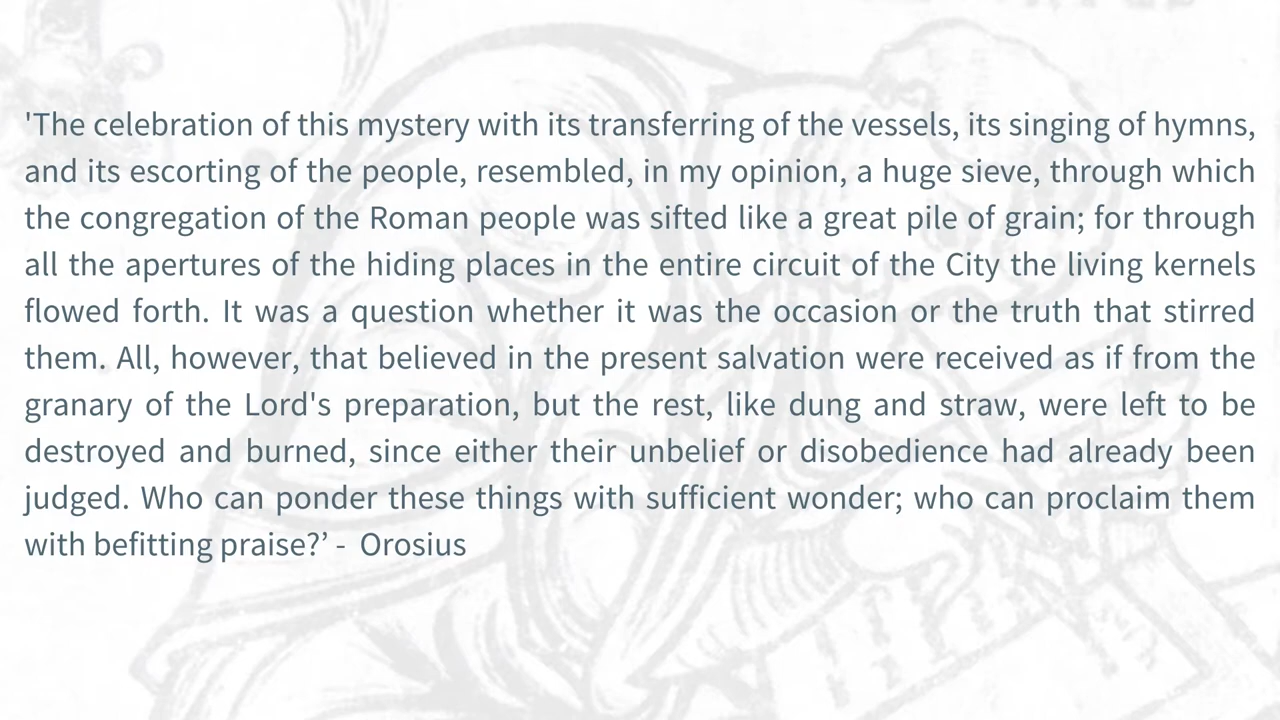 'The celebration of this mystery with its transferring of the vessels, its singing of hymns,
and its escorting of the people, resembled, in my opinion, a huge sieve, through which
the congregation of the Roman people was sifted like a great pile of grain; for through
all the apertures of the hiding places in the entire circuit of the City the living kernels
flowed forth. It was a question whether it was the occasion or the truth that stirred
them. All, however, that believed in the present salvation were received as if from the
granary of the Lord's preparation, but the rest, like dung and straw, were left to be
destroyed and burned, since either their unbelief or disobedience had already been
judged. Who can ponder these things with sufficient wonder; who can proclaim them
with befitting praise?’ -  Orosius